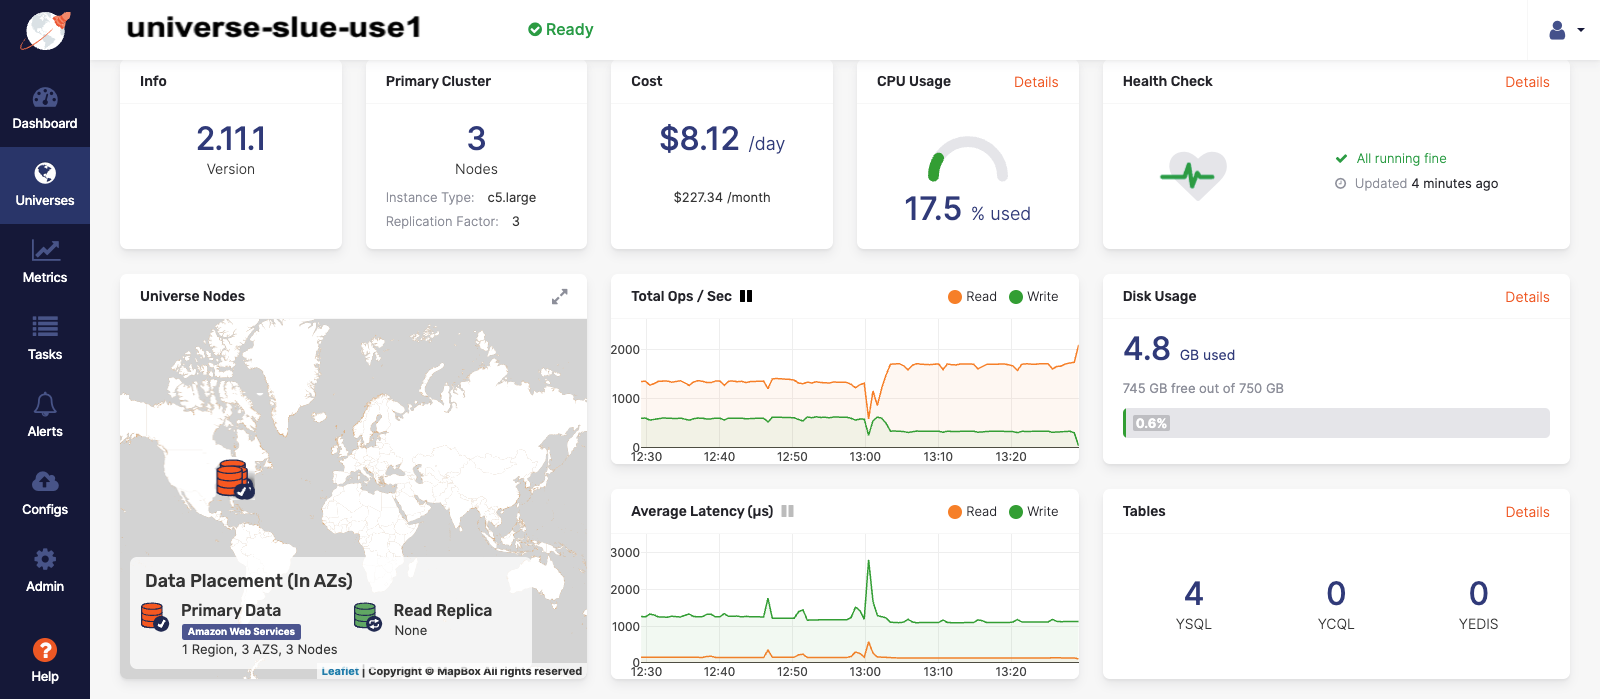 universe-slue-use1
Ready
Dashboard
Universes
Metrics
Tasks
Alerts
Configs
Admin
? Help
Info
2.11.1
Version
Primary Cluster
3
Nodes
Instance Type: c5.large
Replication Factor: 3
Cost
$8.12 /day
$227.34 /month
CPU Usage Details
17.5 % used
Health Check Details
All running fine
Updated 4 minutes ago
Universe Nodes
Data Placement (In AZs)
Primary Data
Amazon Web Services
1 Region, 3 AZS, 3 Nodes
Read Replica
None
Leaflet | Copyright © MapBox All rights reserved
Total Ops / Sec Read Write
2000
1000
0
12:30 12:40 12:50 13:00 13:10 13:20
Average Latency (µs) Read Write
3000
2000
1000
0
12:30 12:40 12:50 13:00 13:10 13:20
Disk Usage Details
4.8 GB used
745 GB free out of 750 GB
0.6%
Tables Details
4 0 0
YSQL YCQL YEDIS